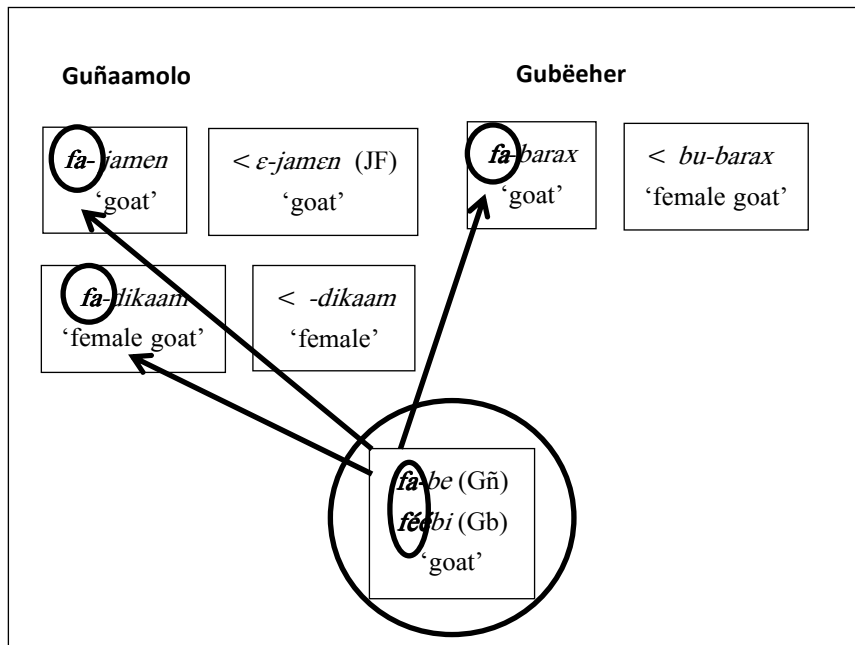 Guñaamolo
Gubëeher
fa-jamen
‘goat’
< ɛ-jamɛn (JF)
‘goat’
fa-barax
‘goat’
< bu-barax
‘female goat’
fa-dikaam
‘female goat’
< -dikaam
‘female’
fa-be (Gñ)
féébi (Gb)
‘goat’